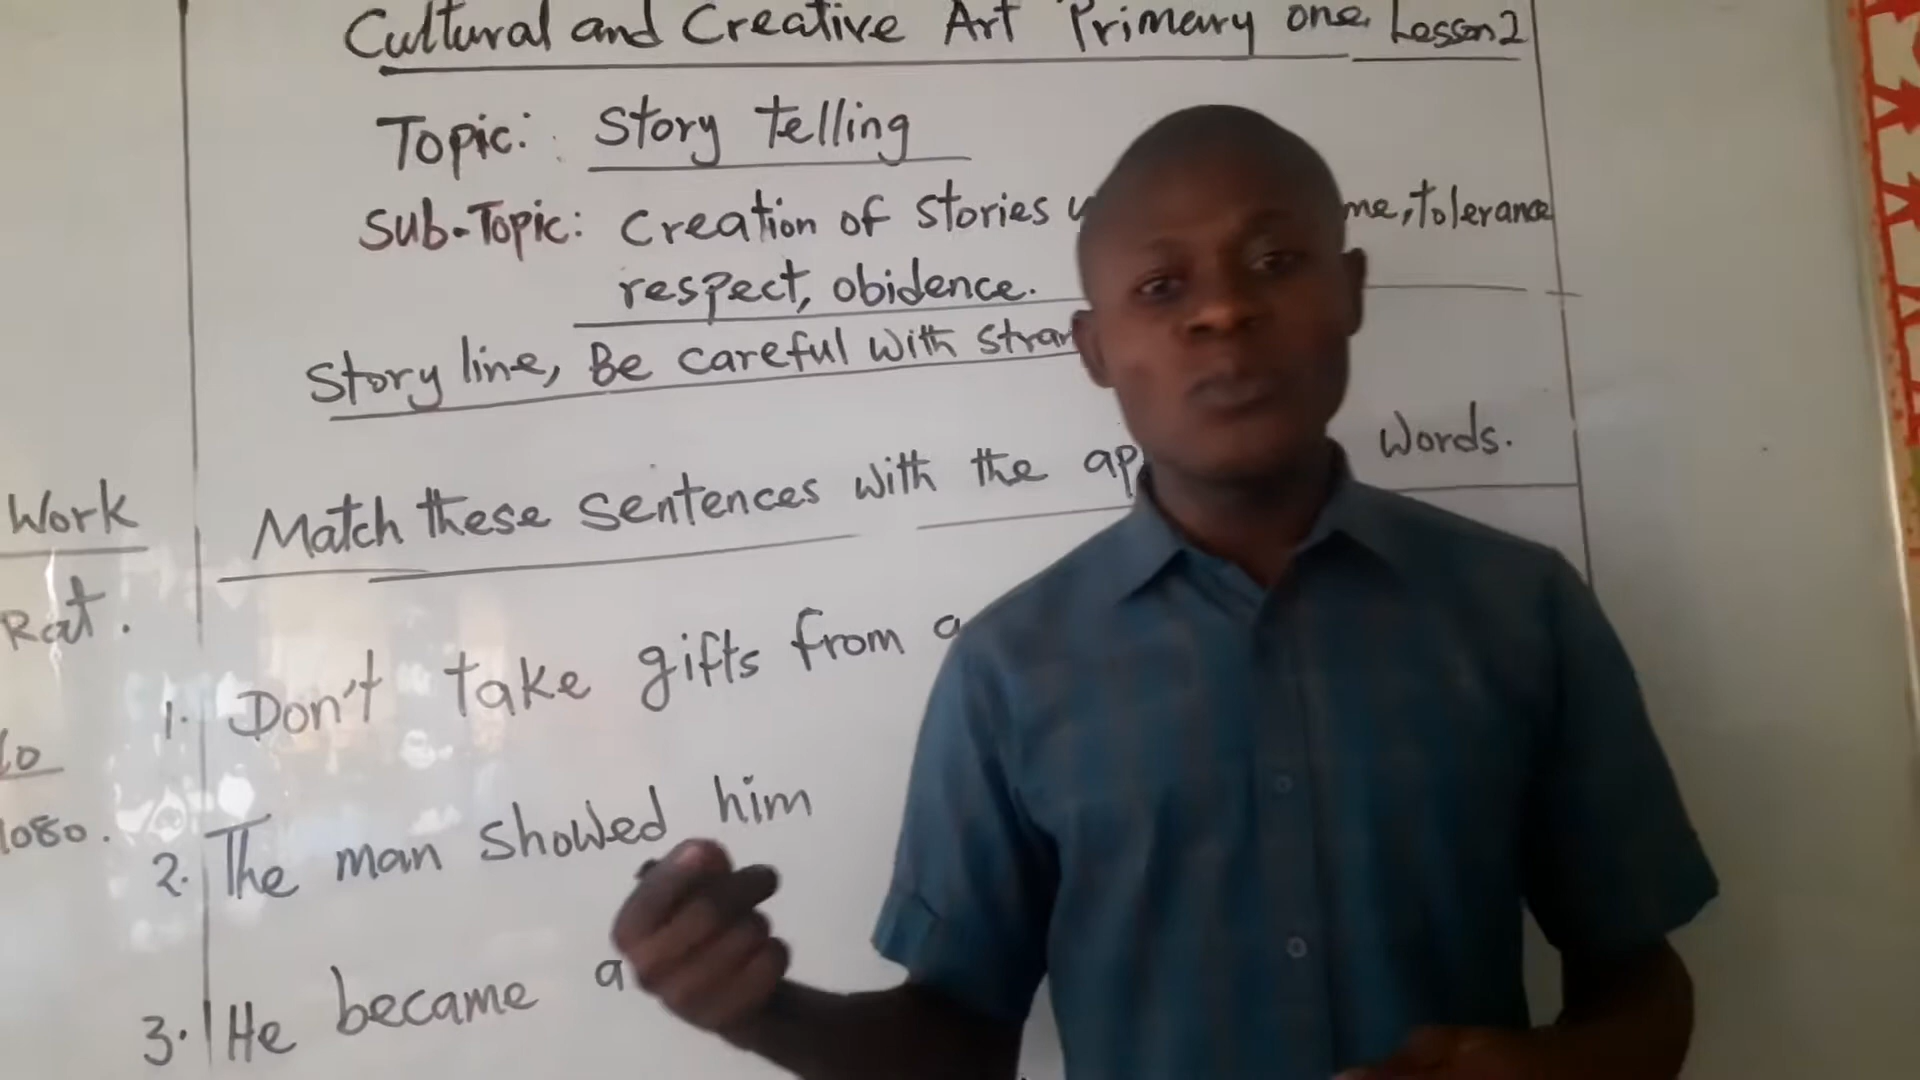 Cultural and Creative Art Primary one. Lesson 2
Topic: Story telling
Sub-Topic: Creation of stories me, tolerance
respect, obidence.
Story line, Be careful with
Match these sentences with the words.
1. Don't take gifts from a
2. The man showed him
3. He became a
Work
Rat.
1080.